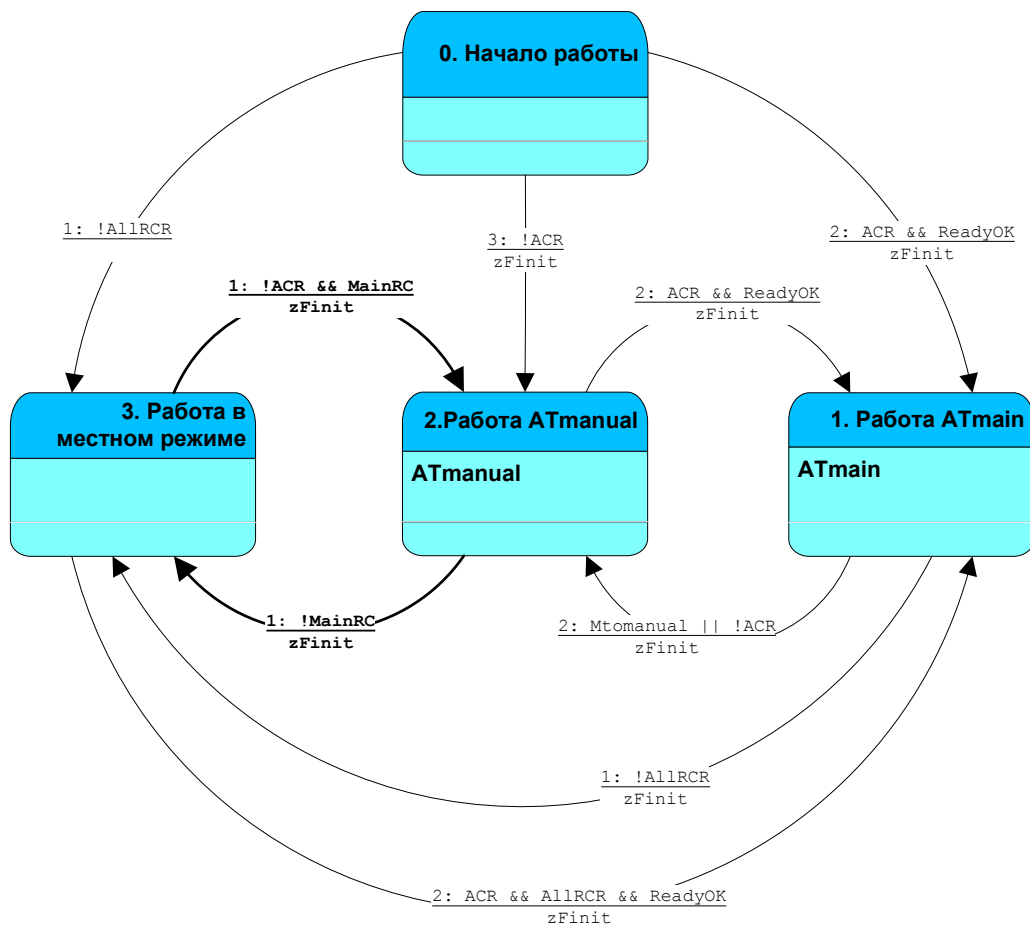 0. Начало работы
1: !AllRCR
3: !ACR
zFinit
2: ACR && ReadyOK
zFinit
1: !ACR && MainRC
zFinit
2: ACR && ReadyOK
zFinit
3. Работа в
местном режиме
2.Работа ATmanual
ATmanual
1. Работа ATmain
ATmain
1: !MainRC
zFinit
2: Mtomanual || !ACR
zFinit
1: !AllRCR
zFinit
2: ACR && AllRCR && ReadyOK
zFinit